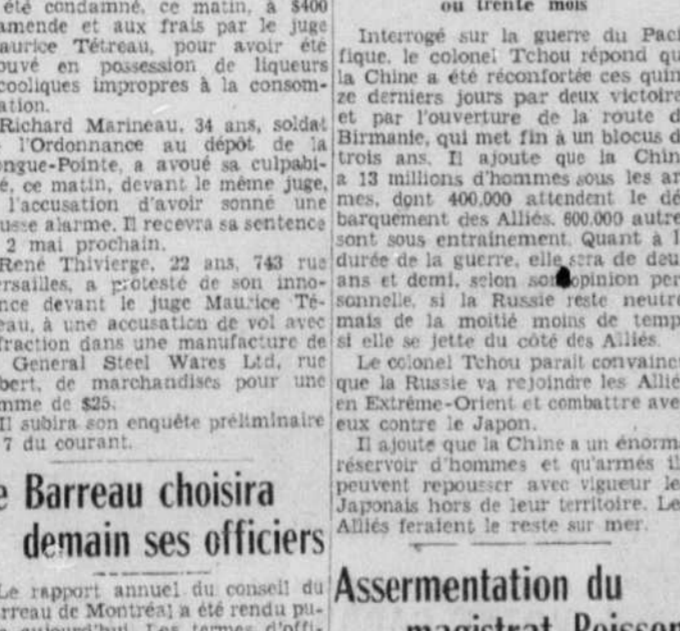 été condamné, ce matin, à $400
amende et aux frais par le juge
aurice Tétreau, pour avoir été
ouvé en possession de liqueurs
cooliques impropres à la consom-
ation.
Richard Marineau, 34 ans, soldat
l'Ordonnance au dépôt de la
ngue-Pointe, a avoué sa culpabi-
é, ce matin, devant le même juge,
l'accusation d'avoir sonné une
usse alarme. Il recevra sa sentence
2 mai prochain.
René Thivierge, 22 ans, 743 rue
rsailles, a protesté de son inno-
nce devant le juge Maurice Té-
eau, à une accusation de vol avec
fraction dans une manufacture de
General Steel Wares Ltd, rue
bert, de marchandises pour une
mme de $25.
Il subira son enquête préliminaire
7 du courant.
e Barreau choisira
demain ses officiers
Le rapport annuel du conseil du
rreau de Montréal a été rendu pu-
aujourd'hui. Les termes d'offi-
ou trente mois
Interrogé sur la guerre du Paci
fique, le colonel Tchou répond qu
la Chine a été réconfortée ces quin
ze derniers jours par deux victoire
et par l'ouverture de la route d
Birmanie, qui met fin à un blocus d
trois ans. Il ajoute que la Chin
a 13 millions d'hommes sous les ar
mes, dont 400,000 attendent le dé
barquement des Alliés. 600,000 autre
sont sous entrainement. Quant à l
durée de la guerre, elle sera de deu
ans et demi, selon son opinion per
sonnelle, si la Russie reste neutre
mais de la moitié moins de temp
si elle se jette du côté des Alliés.
Le colonel Tchou parait convainc
que la Russie va rejoindre les Allié
en Extrême-Orient et combattre ave
eux contre le Japon.
Il ajoute que la Chine a un énorm
réservoir d'hommes et qu'armés il
peuvent repousser avec vigueur le
Japonais hors de leur territoire. Le
Alliés feraient le reste sur mer.
Assermentation du
magistrat Poisson